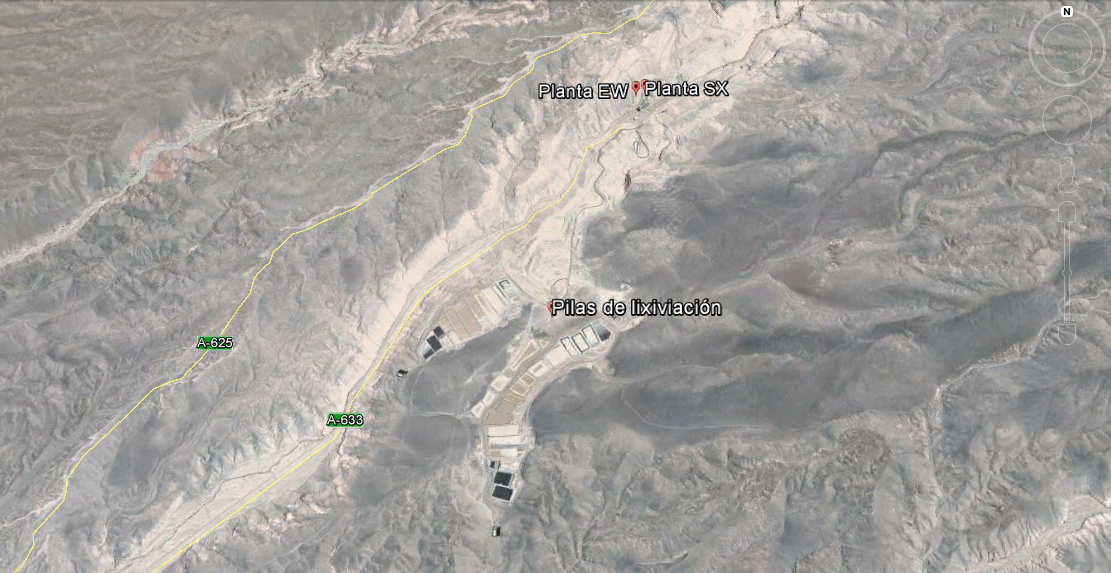 N
Planta EW
Planta SX
Pilas de lixiviación
A-625
A-633